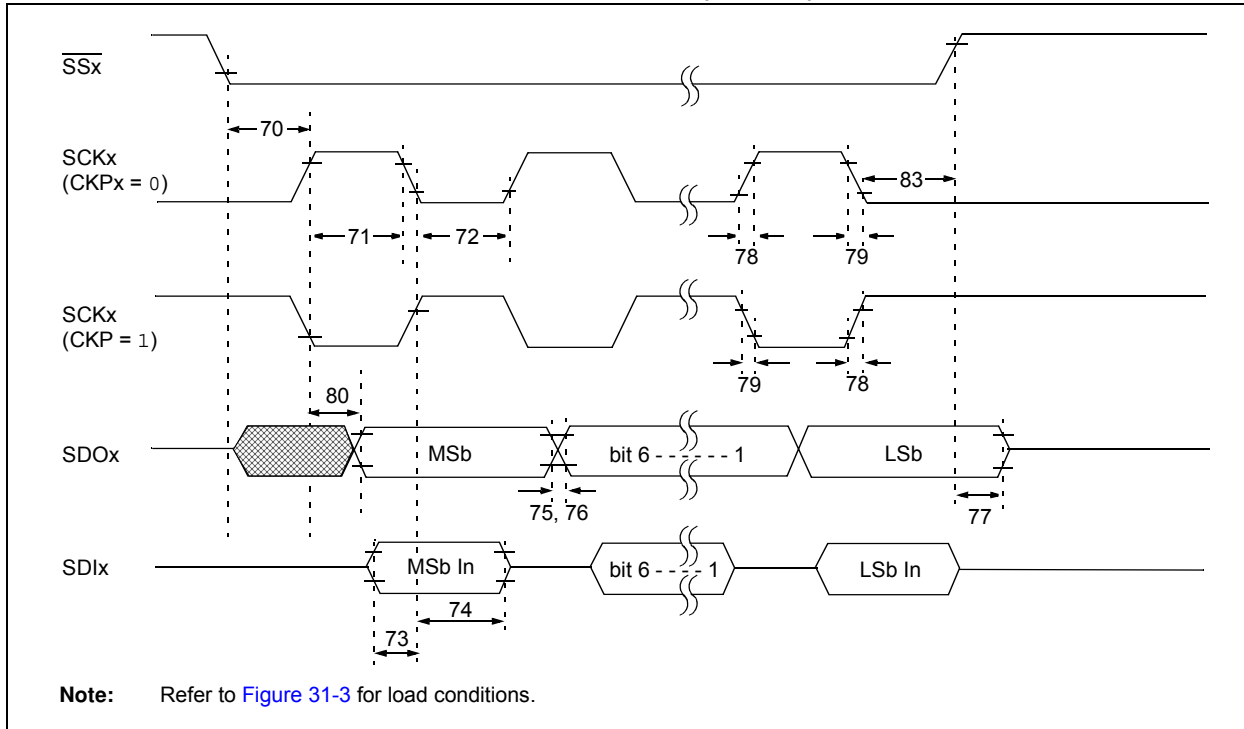 SSx
70
SCKx
(CKPx = 0)
83
71
72
78
79
SCKx
(CKP = 1)
79
78
80
SDOx
MSb
bit 6 - - - - - - 1
LSb
75, 76
77
SDIx
MSb In
bit 6 - - - - 1
LSb In
74
73
Note: Refer to Figure 31-3 for load conditions.